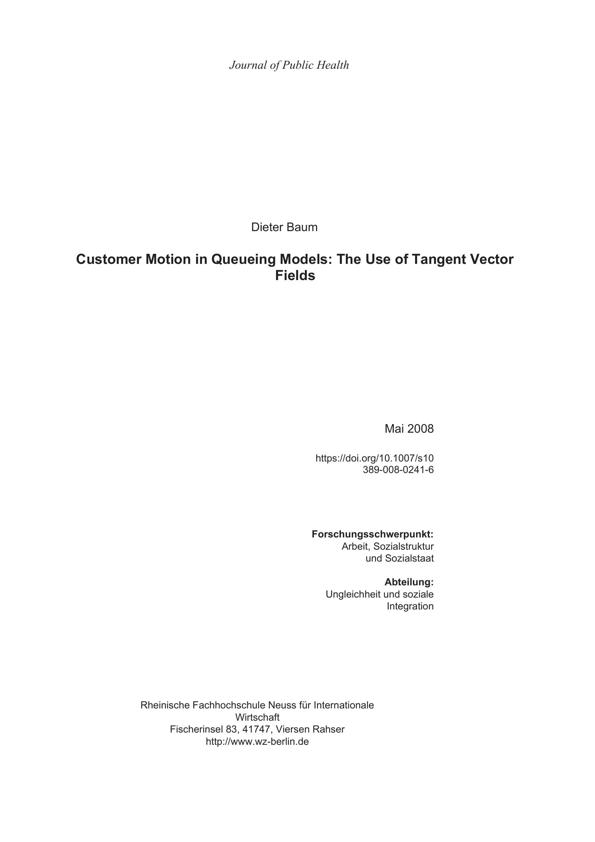 Journal of Public Health
Dieter Baum
Customer Motion in Queueing Models: The Use of Tangent Vector
Fields
Mai 2008
https://doi.org/10.1007/s10
389-008-0241-6
Forschungsschwerpunkt:
Arbeit, Sozialstruktur
und Sozialstaat
Abteilung:
Ungleichheit und soziale
Integration
Rheinische Fachhochschule Neuss für Internationale
Wirtschaft
Fischerinsel 83, 41747, Viersen Rahser
http://www.wz-berlin.de